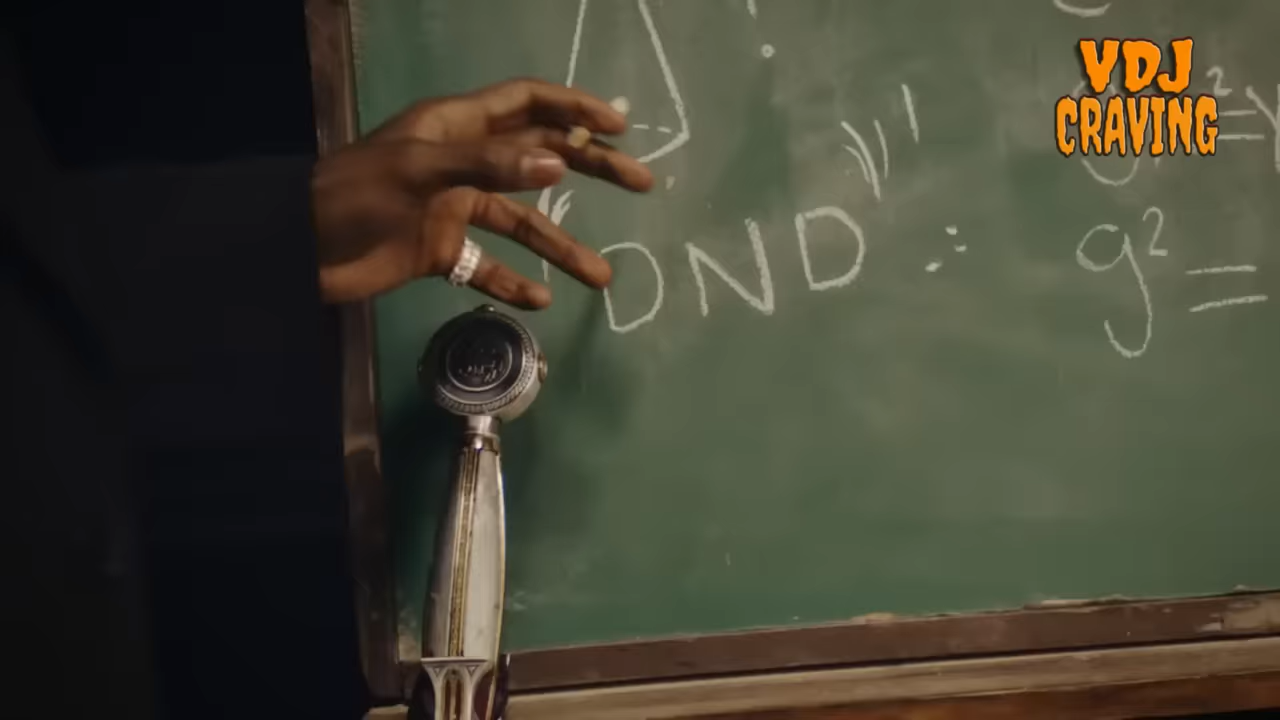 VDJ
CRAVING
"DND"
g² =